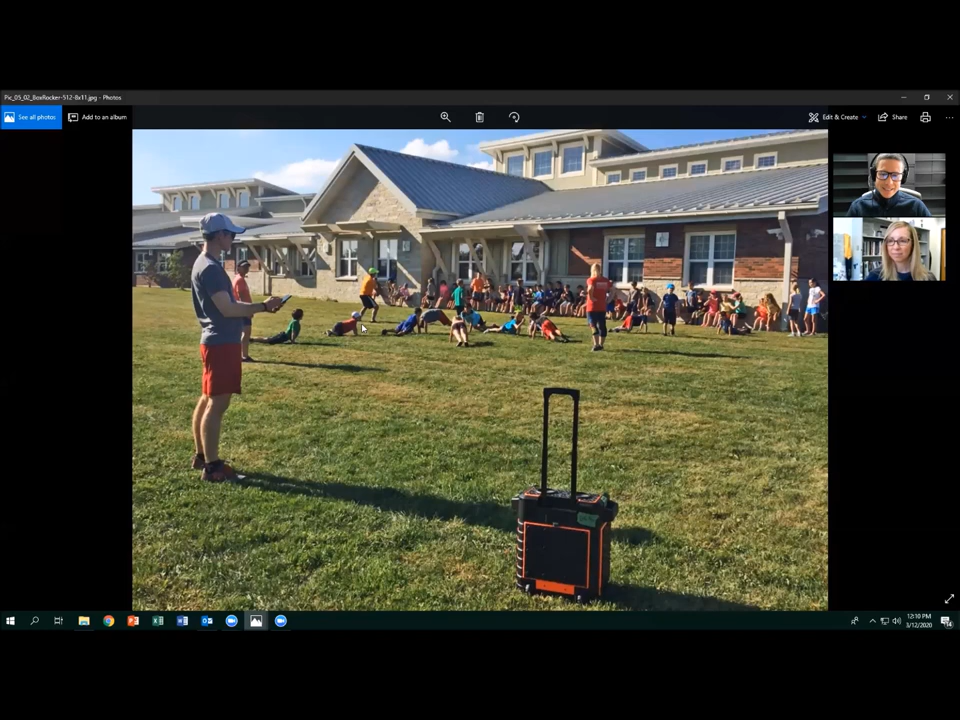 Pic_05_02_BoxRocker-512-8x11.jpg - Photos
See all photos
Add to an album
Edit & Create
Share
12:10 PM
3/12/2020